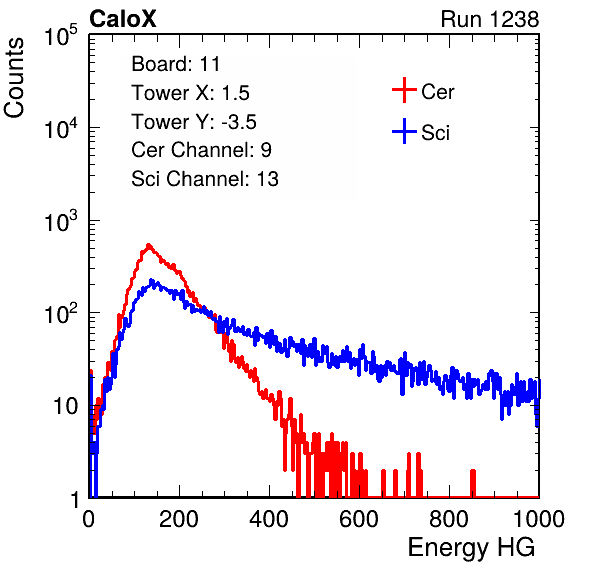 CaloX Run 1238
Counts
10^5
10^4
10^3
10^2
10
1
Board: 11
Tower X: 1.5
Tower Y: -3.5
Cer Channel: 9
Sci Channel: 13
Cer
Sci
0 200 400 600 800 1000
Energy HG